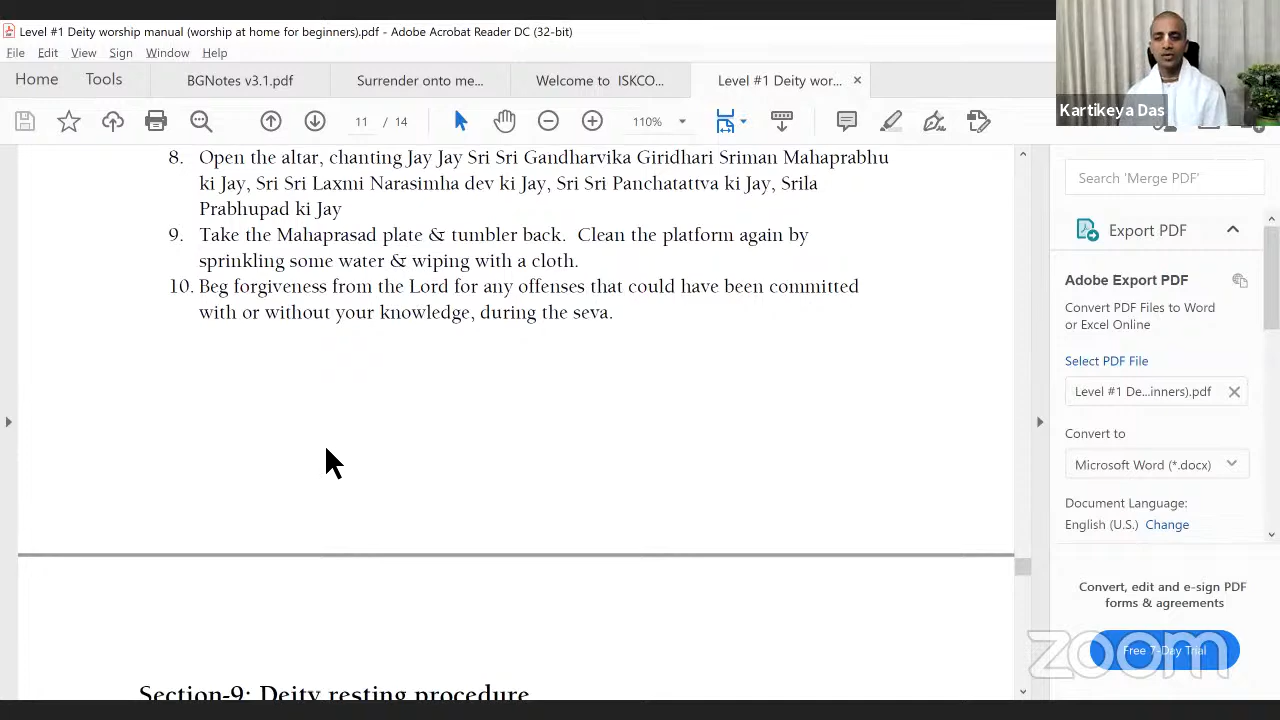 Level #1 Deity worship manual (worship at home for beginners).pdf - Adobe Acrobat Reader DC (32-bit)
File Edit View Sign Window Help
Home Tools BGNotes v3.1.pdf Surrender onto me... Welcome to ISKCO... Level #1 Deity wor...
11 / 14 110%
Kartikeya Das
8. Open the altar, chanting Jay Jay Sri Sri Gandharvika Giridhari Sriman Mahaprabhu
ki Jay, Sri Sri Laxmi Narasimha dev ki Jay, Sri Sri Panchatattva ki Jay, Srila
Prabhupad ki Jay
9. Take the Mahaprasad plate & tumbler back. Clean the platform again by
sprinkling some water & wiping with a cloth.
10. Beg forgiveness from the Lord for any offenses that could have been committed
with or without your knowledge, during the seva.
Section-9: Deity resting procedure
Search 'Merge PDF'
Export PDF
Adobe Export PDF
Convert PDF Files to Word
or Excel Online
Select PDF File
Level #1 De...inners).pdf
Convert to
Microsoft Word (*.docx)
Document Language:
English (U.S.) Change
Convert, edit and e-sign PDF
forms & agreements
Free 7-Day Trial
zoom